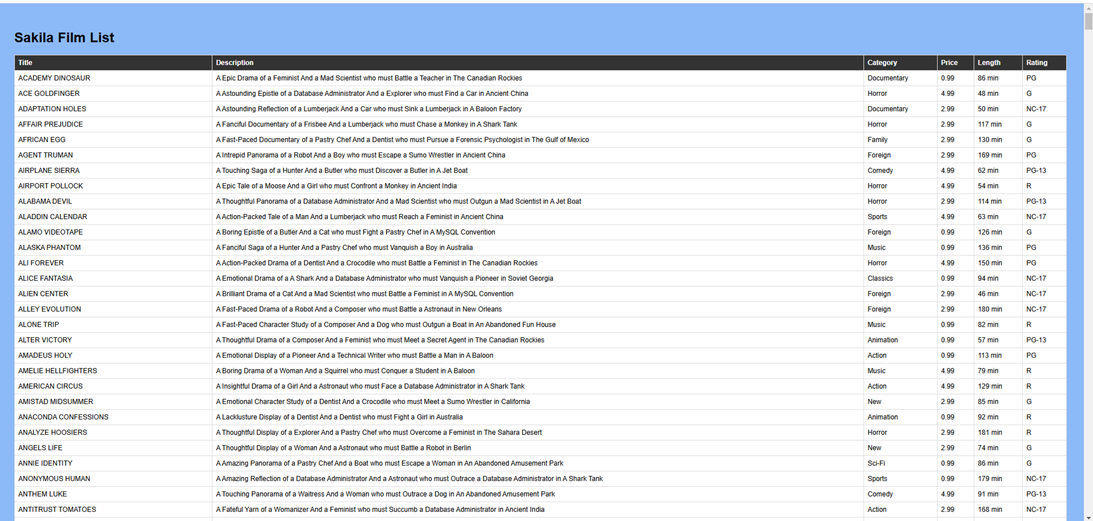 Sakila Film List
Title Description Category Price Length Rating
ACADEMY DINOSAUR A Epic Drama of a Feminist And a Mad Scientist who must Battle a Teacher in The Canadian Rockies Documentary 0.99 86 min PG
ACE GOLDFINGER A Astounding Epistle of a Database Administrator And a Explorer who must Find a Car in Ancient China Horror 4.99 48 min G
ADAPTATION HOLES A Astounding Reflection of a Lumberjack And a Car who must Sink a Lumberjack in A Baloon Factory Documentary 2.99 50 min NC-17
AFFAIR PREJUDICE A Fanciful Documentary of a Frisbee And a Lumberjack who must Chase a Monkey in A Shark Tank Horror 2.99 117 min G
AFRICAN EGG A Fast-Paced Documentary of a Pastry Chef And a Dentist who must Pursue a Forensic Psychologist in The Gulf of Mexico Family 2.99 130 min G
AGENT TRUMAN A Intrepid Panorama of a Robot And a Boy who must Escape a Sumo Wrestler in Ancient China Foreign 2.99 169 min PG
AIRPLANE SIERRA A Touching Saga of a Hunter And a Butler who must Discover a Butler in A Jet Boat Comedy 4.99 62 min PG-13
AIRPORT POLLOCK A Epic Tale of a Moose And a Girl who must Confront a Monkey in Ancient India Horror 4.99 54 min R
ALABAMA DEVIL A Thoughtful Panorama of a Database Administrator And a Mad Scientist who must Outgun a Mad Scientist in A Jet Boat Horror 2.99 114 min PG-13
ALADDIN CALENDAR A Action-Packed Tale of a Man And a Lumberjack who must Reach a Feminist in Ancient China Sports 4.99 63 min NC-17
ALAMO VIDEOTAPE A Boring Epistle of a Butler And a Cat who must Fight a Pastry Chef in A MySQL Convention Foreign 0.99 126 min G
ALASKA PHANTOM A Fanciful Saga of a Hunter And a Pastry Chef who must Vanquish a Boy in Australia Music 0.99 136 min PG
ALI FOREVER A Action-Packed Drama of a Dentist And a Crocodile who must Battle a Feminist in The Canadian Rockies Horror 4.99 150 min PG
ALICE FANTASIA A Emotional Drama of a A Shark And a Database Administrator who must Vanquish a Pioneer in Soviet Georgia Classics 0.99 94 min NC-17
ALIEN CENTER A Brilliant Drama of a Cat And a Mad Scientist who must Battle a Feminist in A MySQL Convention Foreign 2.99 46 min NC-17
ALLEY EVOLUTION A Fast-Paced Drama of a Robot And a Composer who must Battle a Astronaut in New Orleans Foreign 2.99 180 min NC-17
ALONE TRIP A Fast-Paced Character Study of a Composer And a Dog who must Outgun a Boat in An Abandoned Fun House Music 0.99 82 min R
ALTER VICTORY A Thoughtful Drama of a Composer And a Feminist who must Meet a Secret Agent in The Canadian Rockies Animation 0.99 57 min PG-13
AMADEUS HOLY A Emotional Display of a Pioneer And a Technical Writer who must Battle a Man in A Baloon Action 0.99 113 min PG
AMELIE HELLFIGHTERS A Boring Drama of a Woman And a Squirrel who must Conquer a Student in A Baloon Music 4.99 79 min R
AMERICAN CIRCUS A Insightful Drama of a Girl And a Astronaut who must Face a Database Administrator in A Shark Tank Action 4.99 129 min R
AMISTAD MIDSUMMER A Emotional Character Study of a Dentist And a Crocodile who must Meet a Sumo Wrestler in California New 2.99 85 min G
ANACONDA CONFESSIONS A Lacklusture Display of a Dentist And a Dentist who must Fight a Girl in Australia Animation 0.99 92 min R
ANALYZE HOOSIERS A Thoughtful Display of a Explorer And a Pastry Chef who must Overcome a Feminist in The Sahara Desert Horror 2.99 181 min R
ANGELS LIFE A Thoughtful Display of a Woman And a Astronaut who must Battle a Robot in Berlin New 2.99 74 min G
ANNIE IDENTITY A Amazing Panorama of a Pastry Chef And a Boat who must Escape a Woman in An Abandoned Amusement Park Sci-Fi 0.99 86 min G
ANONYMOUS HUMAN A Amazing Reflection of a Database Administrator And a Astronaut who must Outrace a Database Administrator in A Shark Tank Sports 0.99 179 min NC-17
ANTHEM LUKE A Touching Panorama of a Waitress And a Woman who must Outrace a Dog in An Abandoned Amusement Park Comedy 4.99 91 min PG-13
ANTITRUST TOMATOES A Fateful Yarn of a Womanizer And a Feminist who must Succumb a Database Administrator in Ancient India Action 2.99 168 min NC-17